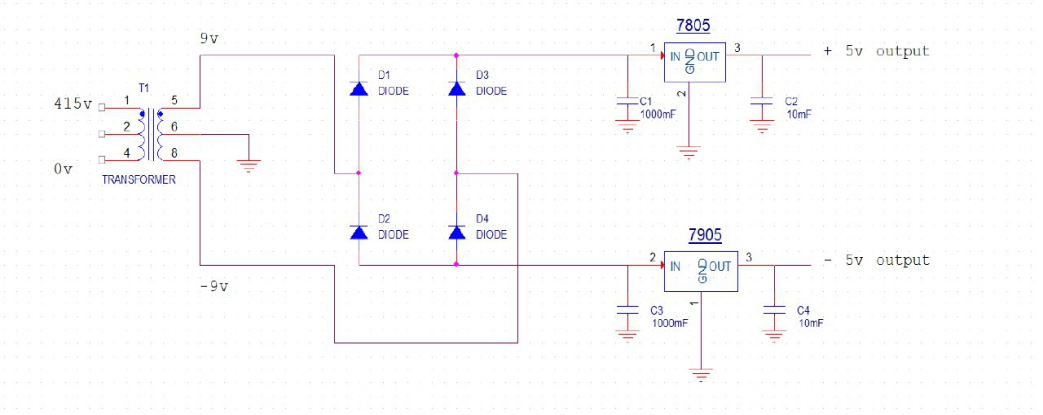 7805
9v
1 IN GND OUT 3 + 5v output
D1 DIODE
D3 DIODE
T1
415v 1 5
2 6
0v 4 8
TRANSFORMER
2
C1 1000mF
C2 10mF
D2 DIODE
D4 DIODE
7905
2 IN GND OUT 3 - 5v output
-9v
1
C3 1000mF
C4 10mF